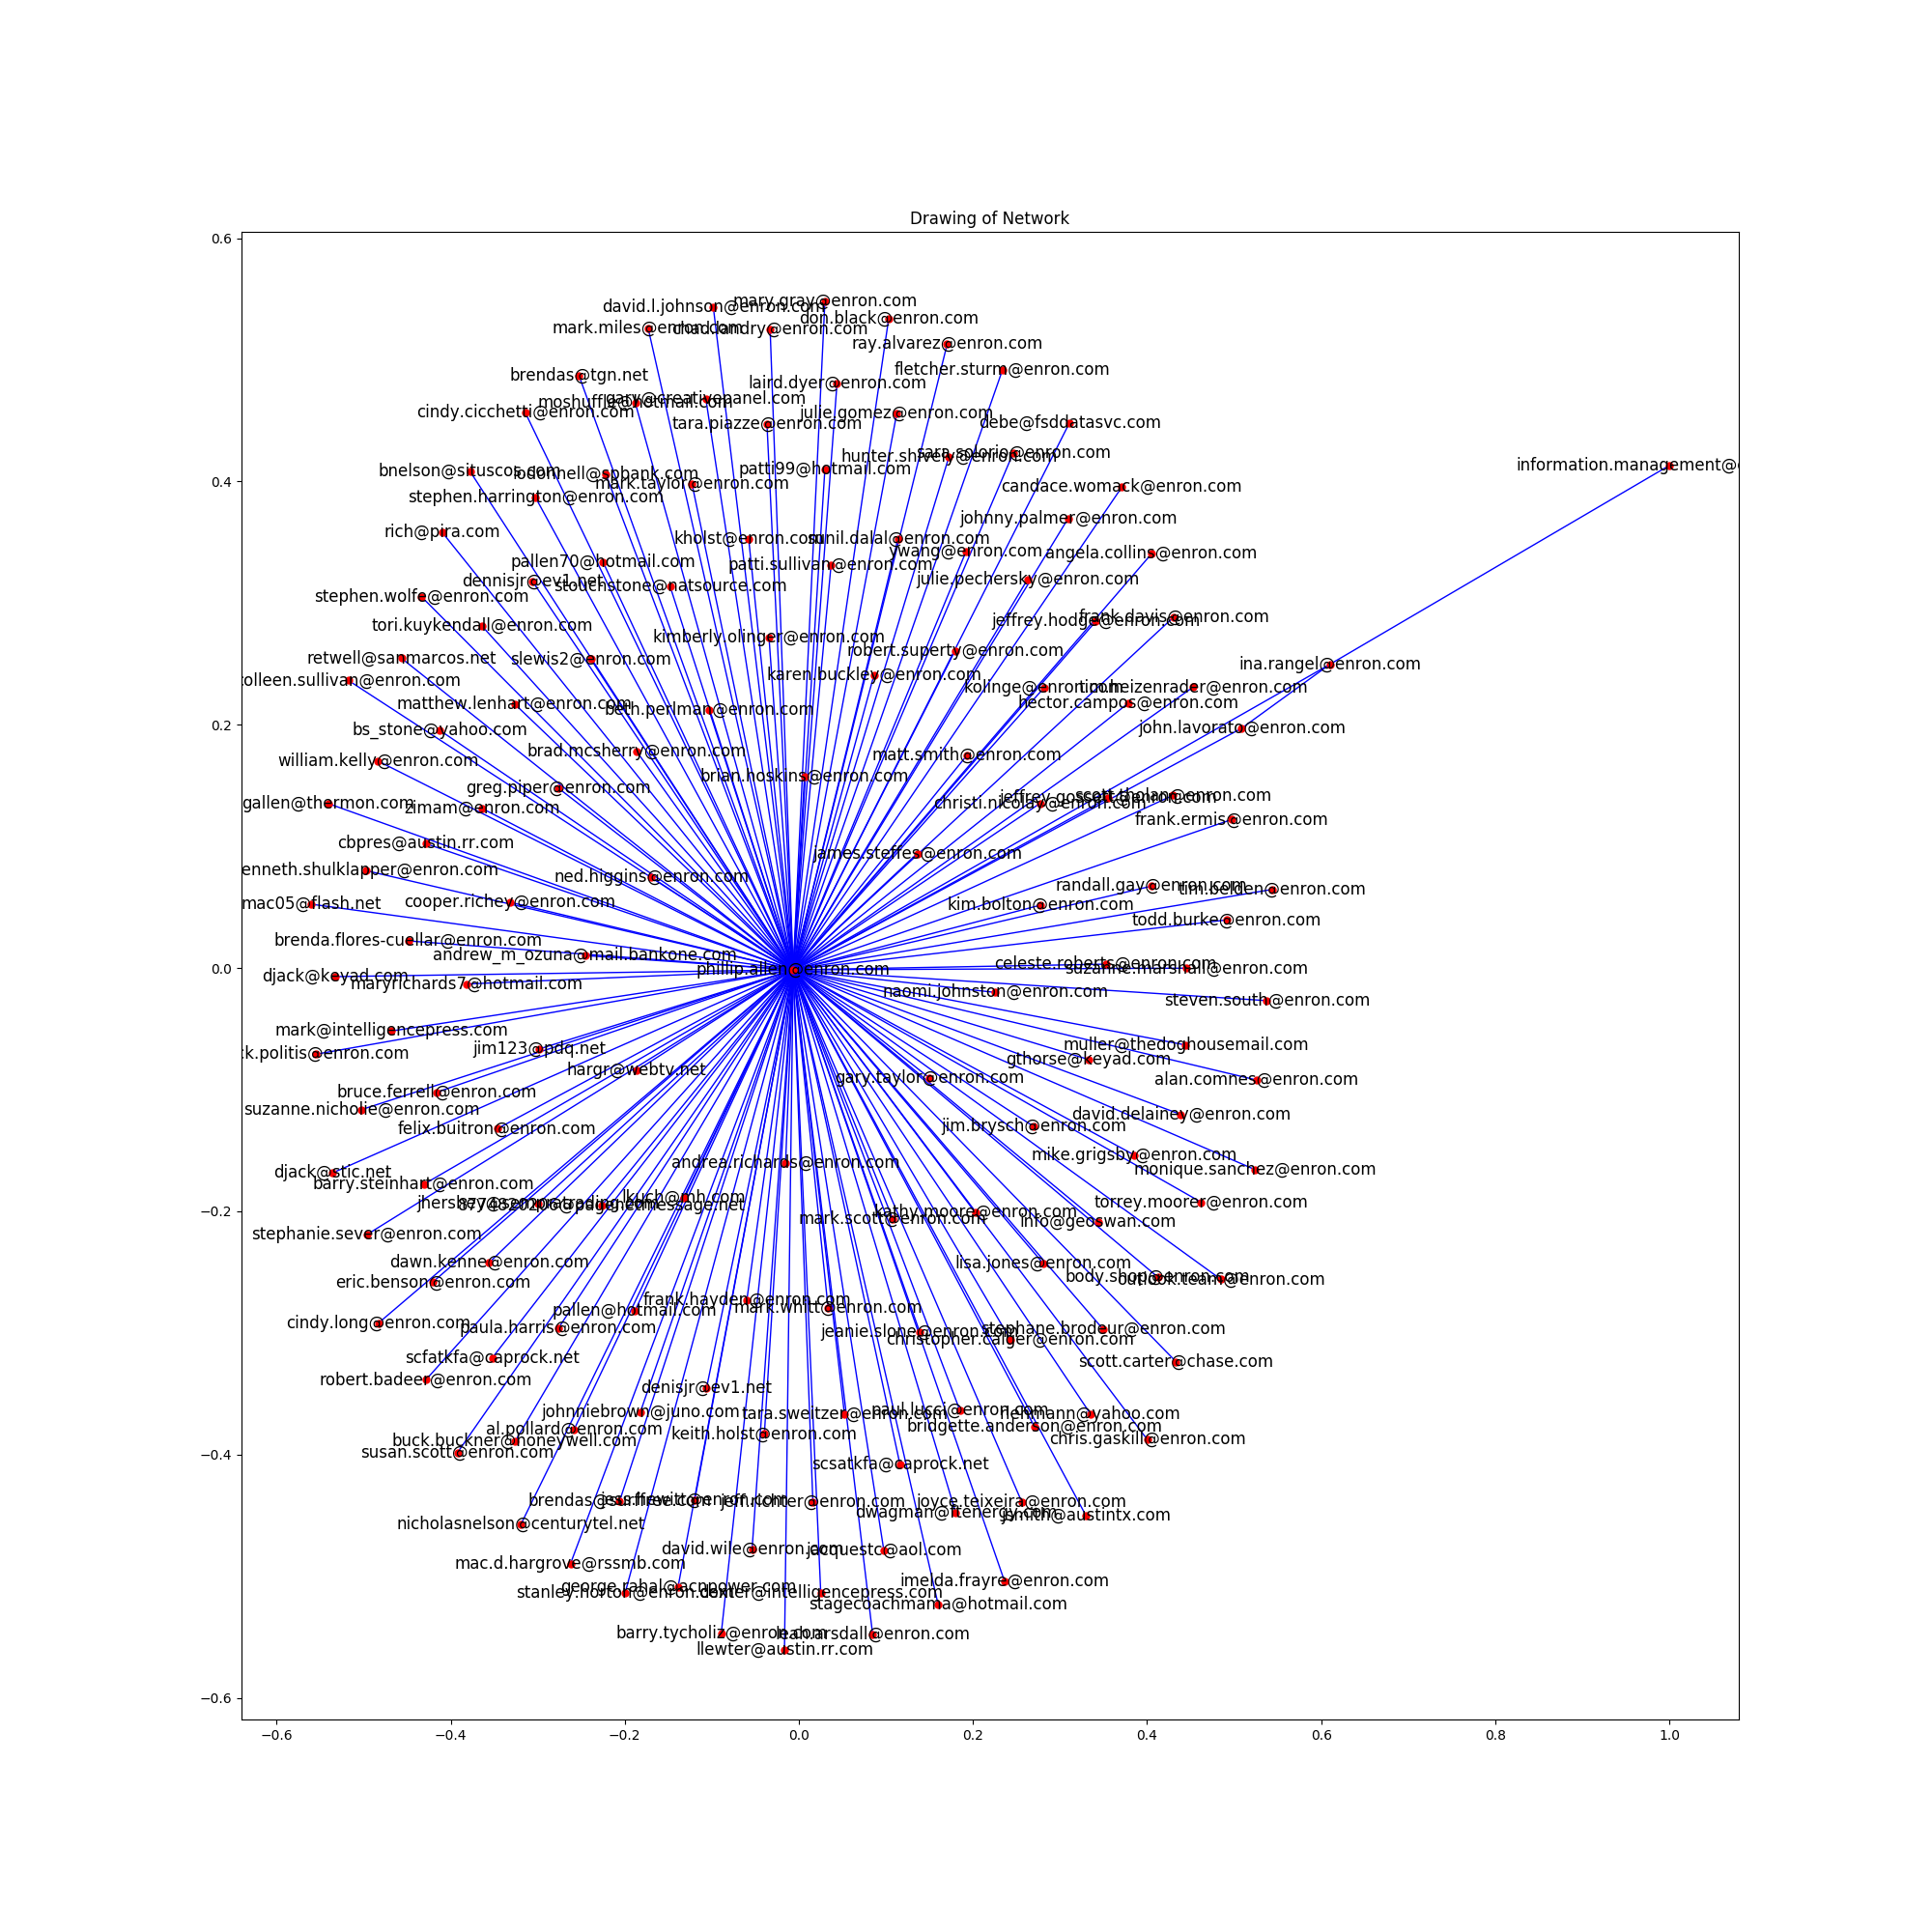 Drawing of Network
0.6
mary.gray@enron.com
david.l.johnson@enron.com
don.black@enron.com
mark.miles@enron.com
chad.landry@enron.com
ray.alvarez@enron.com
fletcher.sturm@enron.com
brendas@tgn.net
laird.dyer@enron.com
gary@creativepanel.com
moshuffle@hotmail.com
cindy.cicchetti@enron.com
julie.gomez@enron.com
tara.piazze@enron.com
debe@fsddatasvc.com
sara.solorio@enron.com
hunter.shively@enron.com
information.management@
bnelson@situscos.com
patti99@hotmail.com
0.4
mark.taylor@enron.com
candace.womack@enron.com
stephen.harrington@enron.com
johnny.palmer@enron.com
rich@pira.com
kholst@enron.com
sunil.dalal@enron.com
ywang@enron.com
angela.collins@enron.com
pallen70@hotmail.com
patti.sullivan@enron.com
dennisjr@ev1.net
stouchstone@natsource.com
julie.pechersky@enron.com
stephen.wolfe@enron.com
frank.davis@enron.com
jeffrey.hodge@enron.com
tori.kuykendall@enron.com
kimberly.olinger@enron.com
robert.superty@enron.com
retwell@sanmarcos.net
slewis2@enron.com
ina.rangel@enron.com
olleen.sullivan@enron.com
karen.buckley@enron.com
kolinge@enron.com
tim.heizenrader@enron.com
matthew.lenhart@enron.com
hector.campos@enron.com
beth.perlman@enron.com
0.2
bs_stone@yahoo.com
john.lavorato@enron.com
brad.mcsherry@enron.com
matt.smith@enron.com
william.kelly@enron.com
brian.hoskins@enron.com
greg.piper@enron.com
jeffrey.gossett@enron.com
scott.tholan@enron.com
gallen@thermon.com
zimam@enron.com
christi.nicolay@enron.com
frank.ermis@enron.com
cbpres@austin.rr.com
james.steffes@enron.com
enneth.shulklapper@enron.com
ned.higgins@enron.com
randall.gay@enron.com
tim.belden@enron.com
mac05@flash.net
cooper.richey@enron.com
kim.bolton@enron.com
todd.burke@enron.com
brenda.flores-cuellar@enron.com
andrew_m_ozuna@mail.bankone.com
celeste.roberts@enron.com
0.0
phillip.allen@enron.com
suzanne.marshall@enron.com
djack@keyad.com
maryrichards7@hotmail.com
naomi.johnston@enron.com
steven.south@enron.com
mark@intelligencepress.com
muller@thedoghousemail.com
jim123@pdq.net
k.politis@enron.com
gthorse@keyad.com
hargr@webtv.net
gary.taylor@enron.com
alan.comnes@enron.com
bruce.ferrell@enron.com
suzanne.nicholie@enron.com
david.delainey@enron.com
felix.buitron@enron.com
jim.brysch@enron.com
mike.grigsby@enron.com
andrea.richards@enron.com
monique.sanchez@enron.com
djack@stic.net
barry.steinhart@enron.com
lkuch@mh.com
torrey.moorer@enron.com
−0.2
kathy.moore@enron.com
mark.scott@enron.com
info@geoswan.com
stephanie.sever@enron.com
dawn.kenne@enron.com
lisa.jones@enron.com
eric.benson@enron.com
body.shop@enron.com
outlook.team@enron.com
frank.hayden@enron.com
mark.whitt@enron.com
pallen@hotmail.com
cindy.long@enron.com
paula.harris@enron.com
jeanie.slone@enron.com
stephane.brodeur@enron.com
christopher.calger@enron.com
scfatkfa@caprock.net
scott.carter@chase.com
robert.badeer@enron.com
denisjr@ev1.net
johnniebrown@juno.com
tara.sweitzer@enron.com
paul.lucci@enron.com
al.pollard@enron.com
bridgette.anderson@enron.com
keith.holst@enron.com
buck.buckner@honeywell.com
chris.gaskill@enron.com
susan.scott@enron.com
−0.4
scsatkfa@caprock.net
brendas@surffree.com
jess.hewitt@enron.com
jeff.richter@enron.com
joyce.teixeira@enron.com
dwagman@ftenergy.com
jsmith@austintx.com
nicholasnelson@centurytel.net
david.wile@enron.com
jacquestc@aol.com
mac.d.hargrove@rssmb.com
imelda.frayre@enron.com
george.rahal@acnpower.com
stanley.horton@enron.com
dexter@intelligencepress.com
stagecoachmama@hotmail.com
barry.tycholiz@enron.com
llewter@austin.rr.com
−0.6
−0.6 −0.4 −0.2 0.0 0.2 0.4 0.6 0.8 1.0